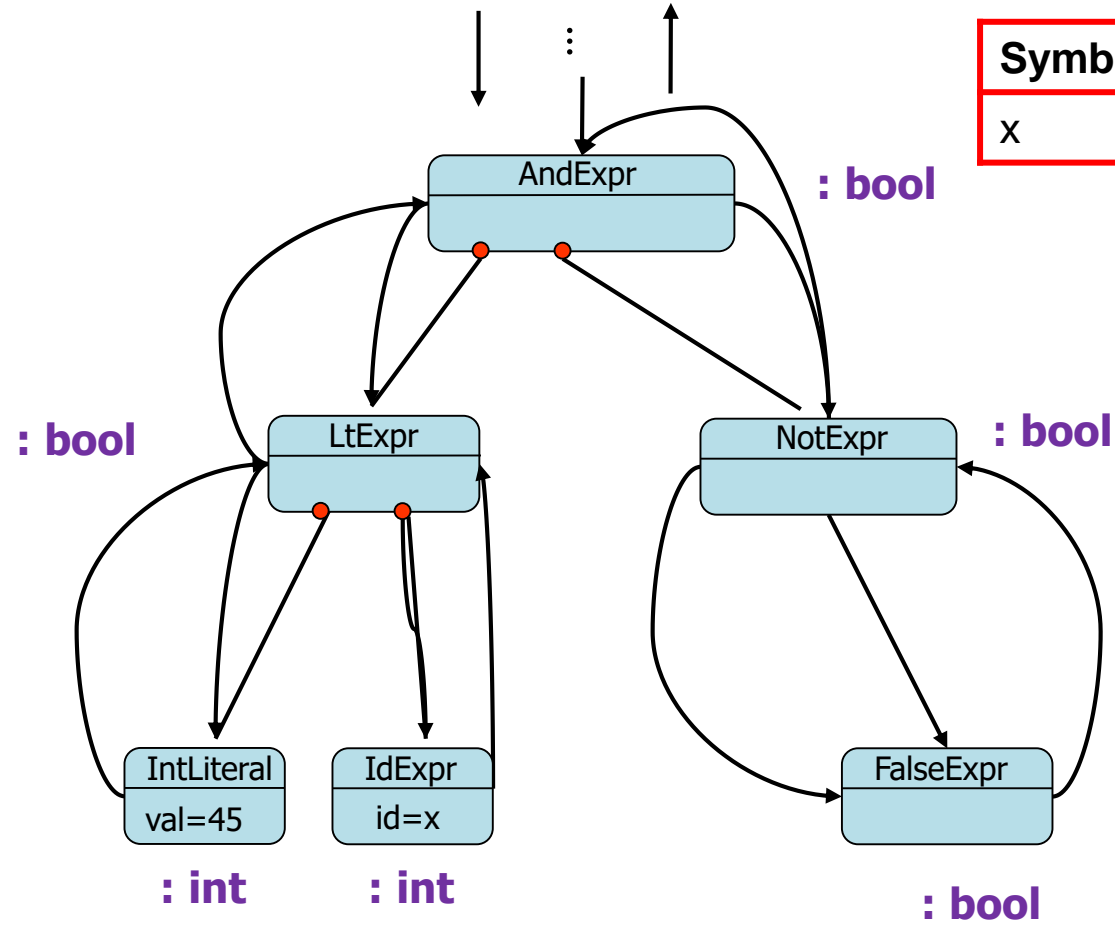 ⋮
Symb
x
AndExpr
: bool
: bool
LtExpr
NotExpr
: bool
IntLiteral
val=45
IdExpr
id=x
FalseExpr
: int
: int
: bool